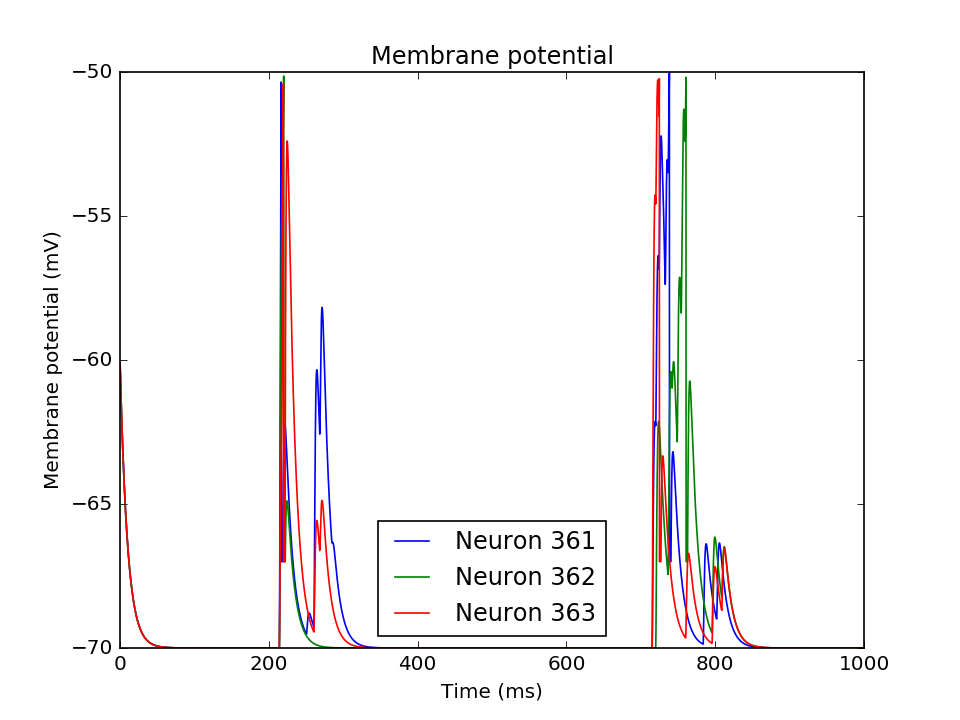 Membrane potential
−50
−55
−60
−65
−70
Membrane potential (mV)
Neuron 361
Neuron 362
Neuron 363
0 200 400 600 800 1000
Time (ms)